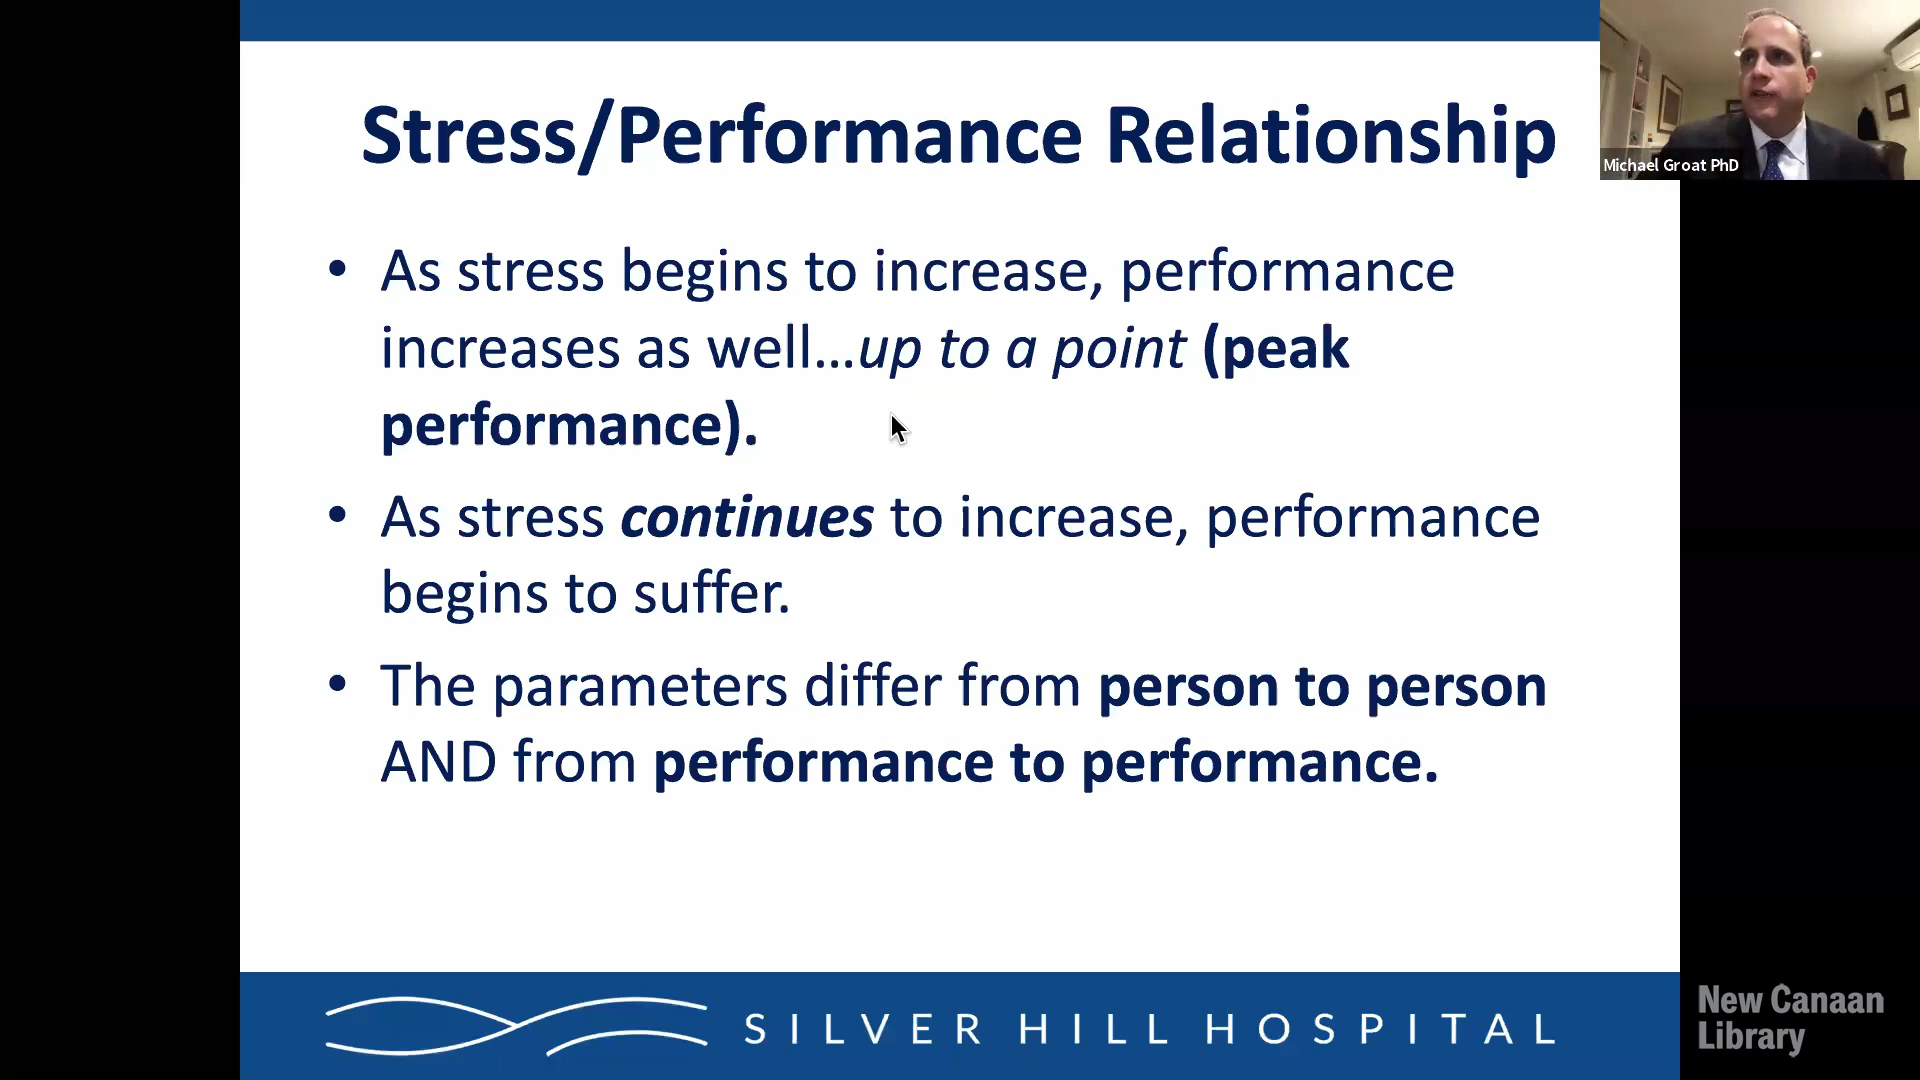 Stress/Performance Relationship
Michael Groat PhD
• As stress begins to increase, performance
increases as well…up to a point (peak
performance).
• As stress continues to increase, performance
begins to suffer.
• The parameters differ from person to person
AND from performance to performance.
SILVER HILL HOSPITAL
New Canaan
Library